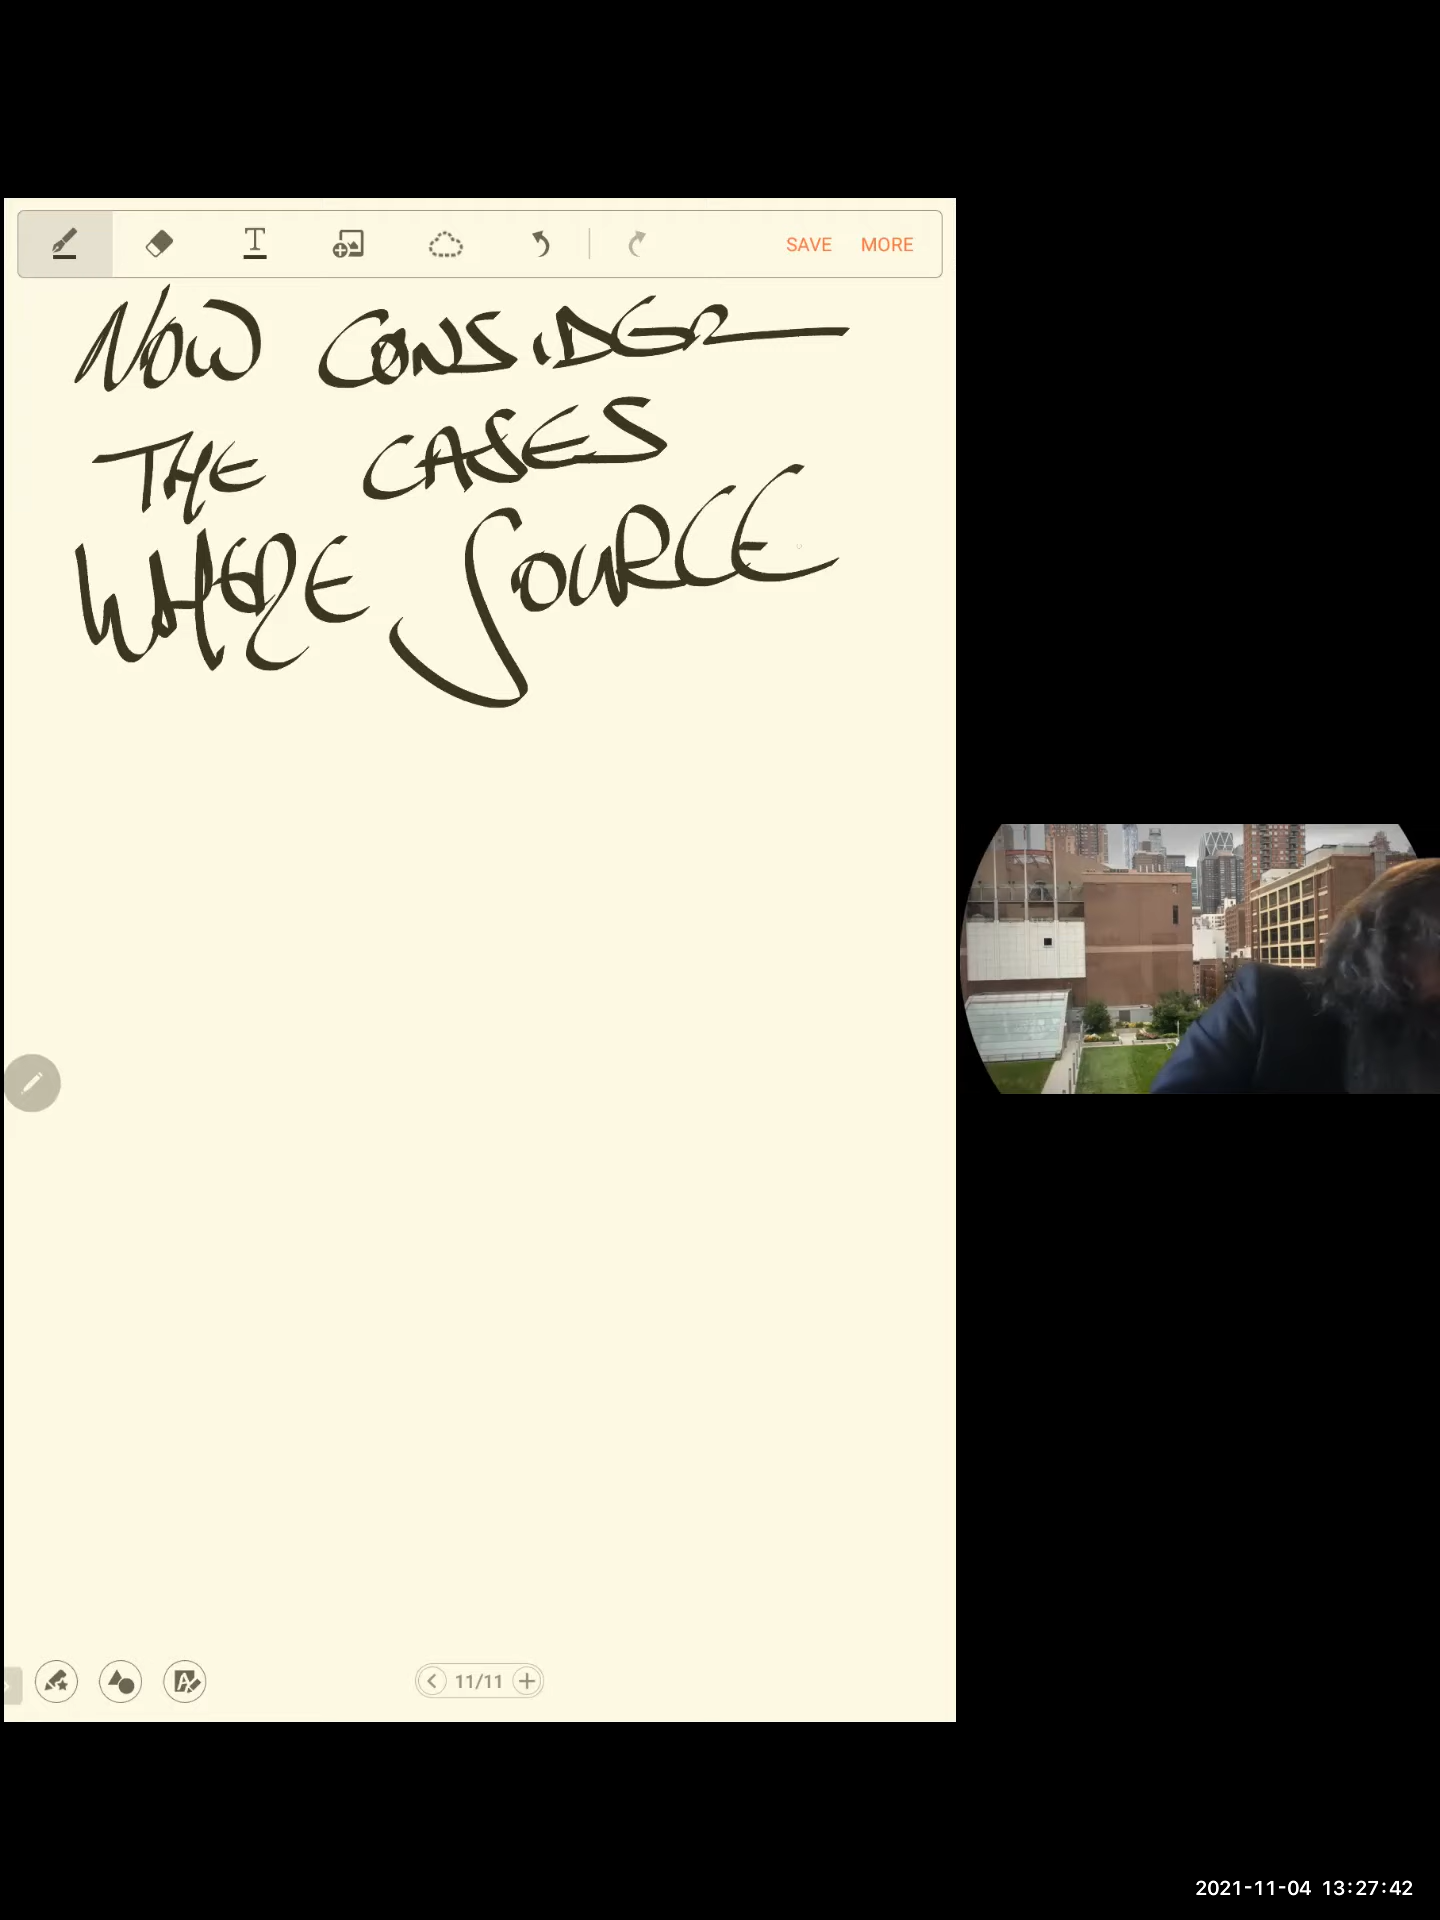 SAVE MORE
NOW CONSIDER
THE CASES
WHERE SOURCE
11/11
2021-11-04 13:27:42